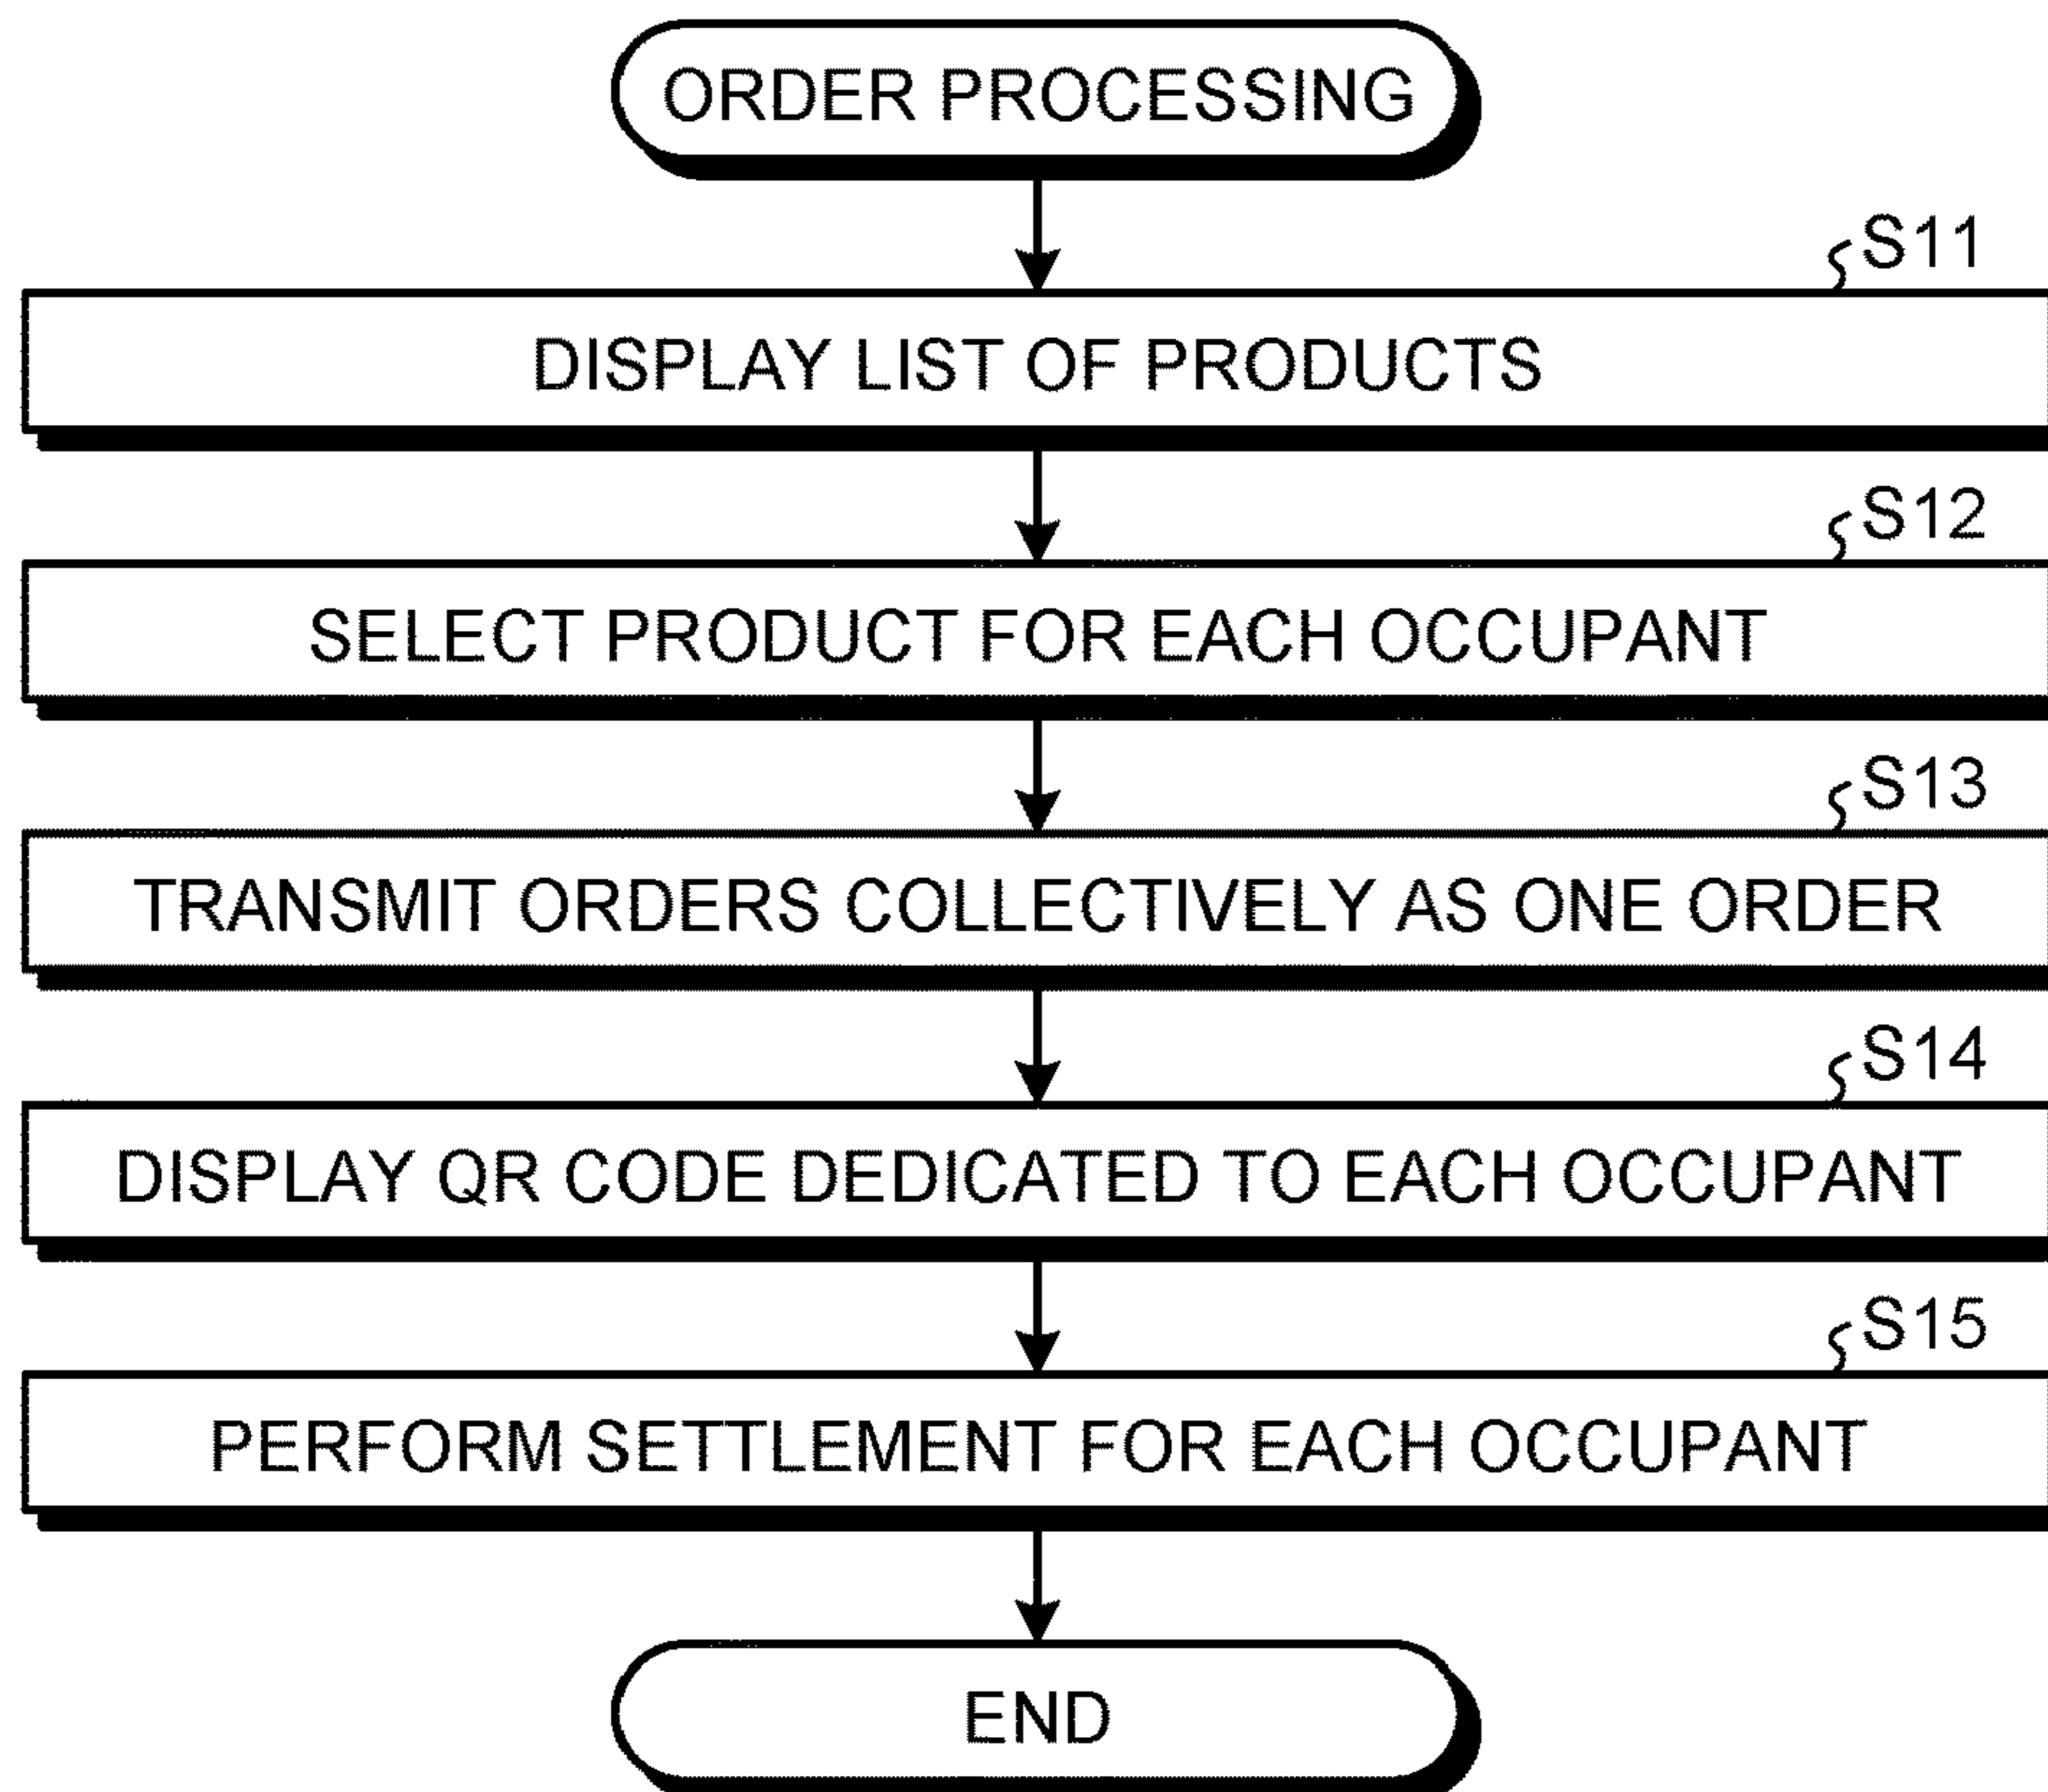 ORDER PROCESSING
S11
DISPLAY LIST OF PRODUCTS
S12
SELECT PRODUCT FOR EACH OCCUPANT
S13
TRANSMIT ORDERS COLLECTIVELY AS ONE ORDER
S14
DISPLAY QR CODE DEDICATED TO EACH OCCUPANT
S15
PERFORM SETTLEMENT FOR EACH OCCUPANT
END